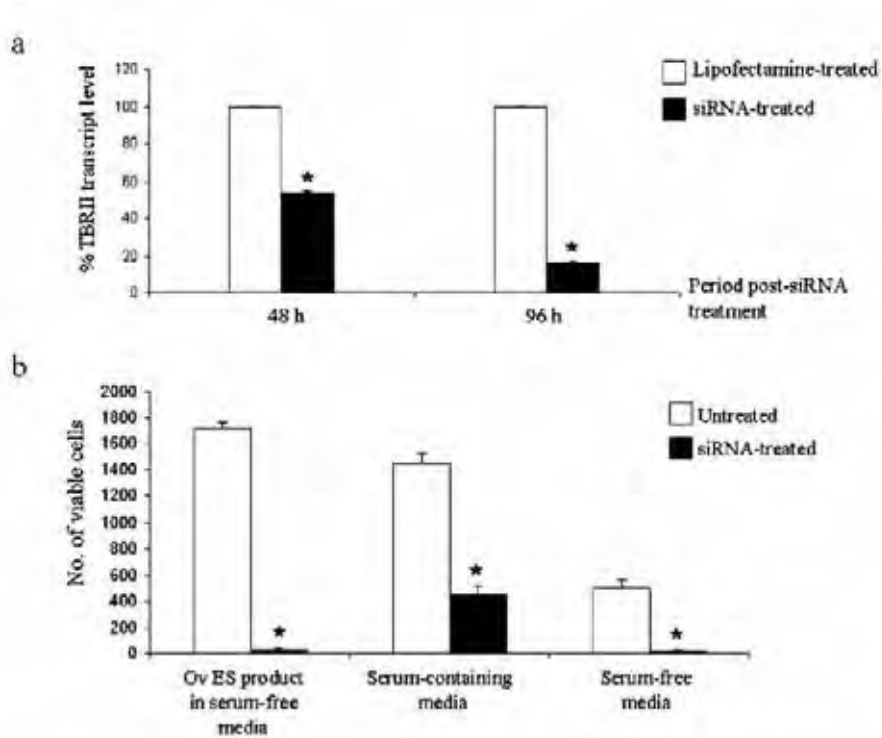 a
% TBRII transcript level
120
100
80
60
40
20
0
★
★
48 h
96 h
Period post-siRNA
treatment
Lipofectamine-treated
siRNA-treated
b
No. of viable cells
2000
1800
1600
1400
1200
1000
800
600
400
200
0
★
★
★
Ov ES product
in serum-free
media
Serum-containing
media
Serum-free
media
Untreated
siRNA-treated